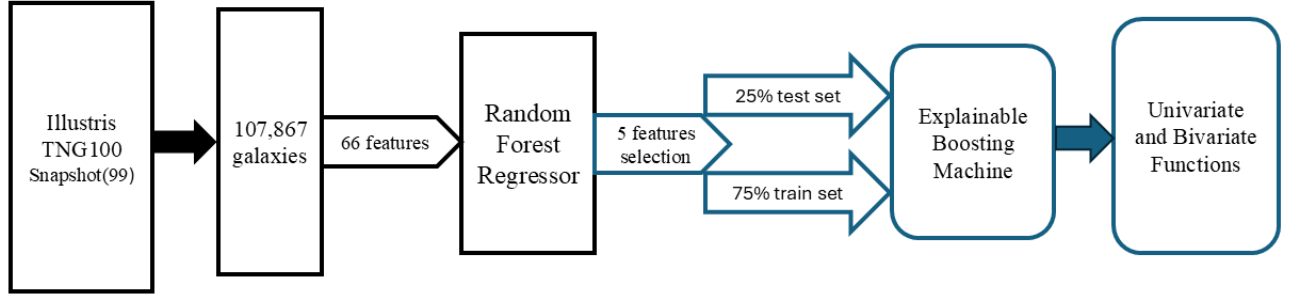 Illustris
TNG100
Snapshot(99)
107,867
galaxies
66 features
Random
Forest
Regressor
5 features
selection
25% test set
75% train set
Explainable
Boosting
Machine
Univariate
and Bivariate
Functions